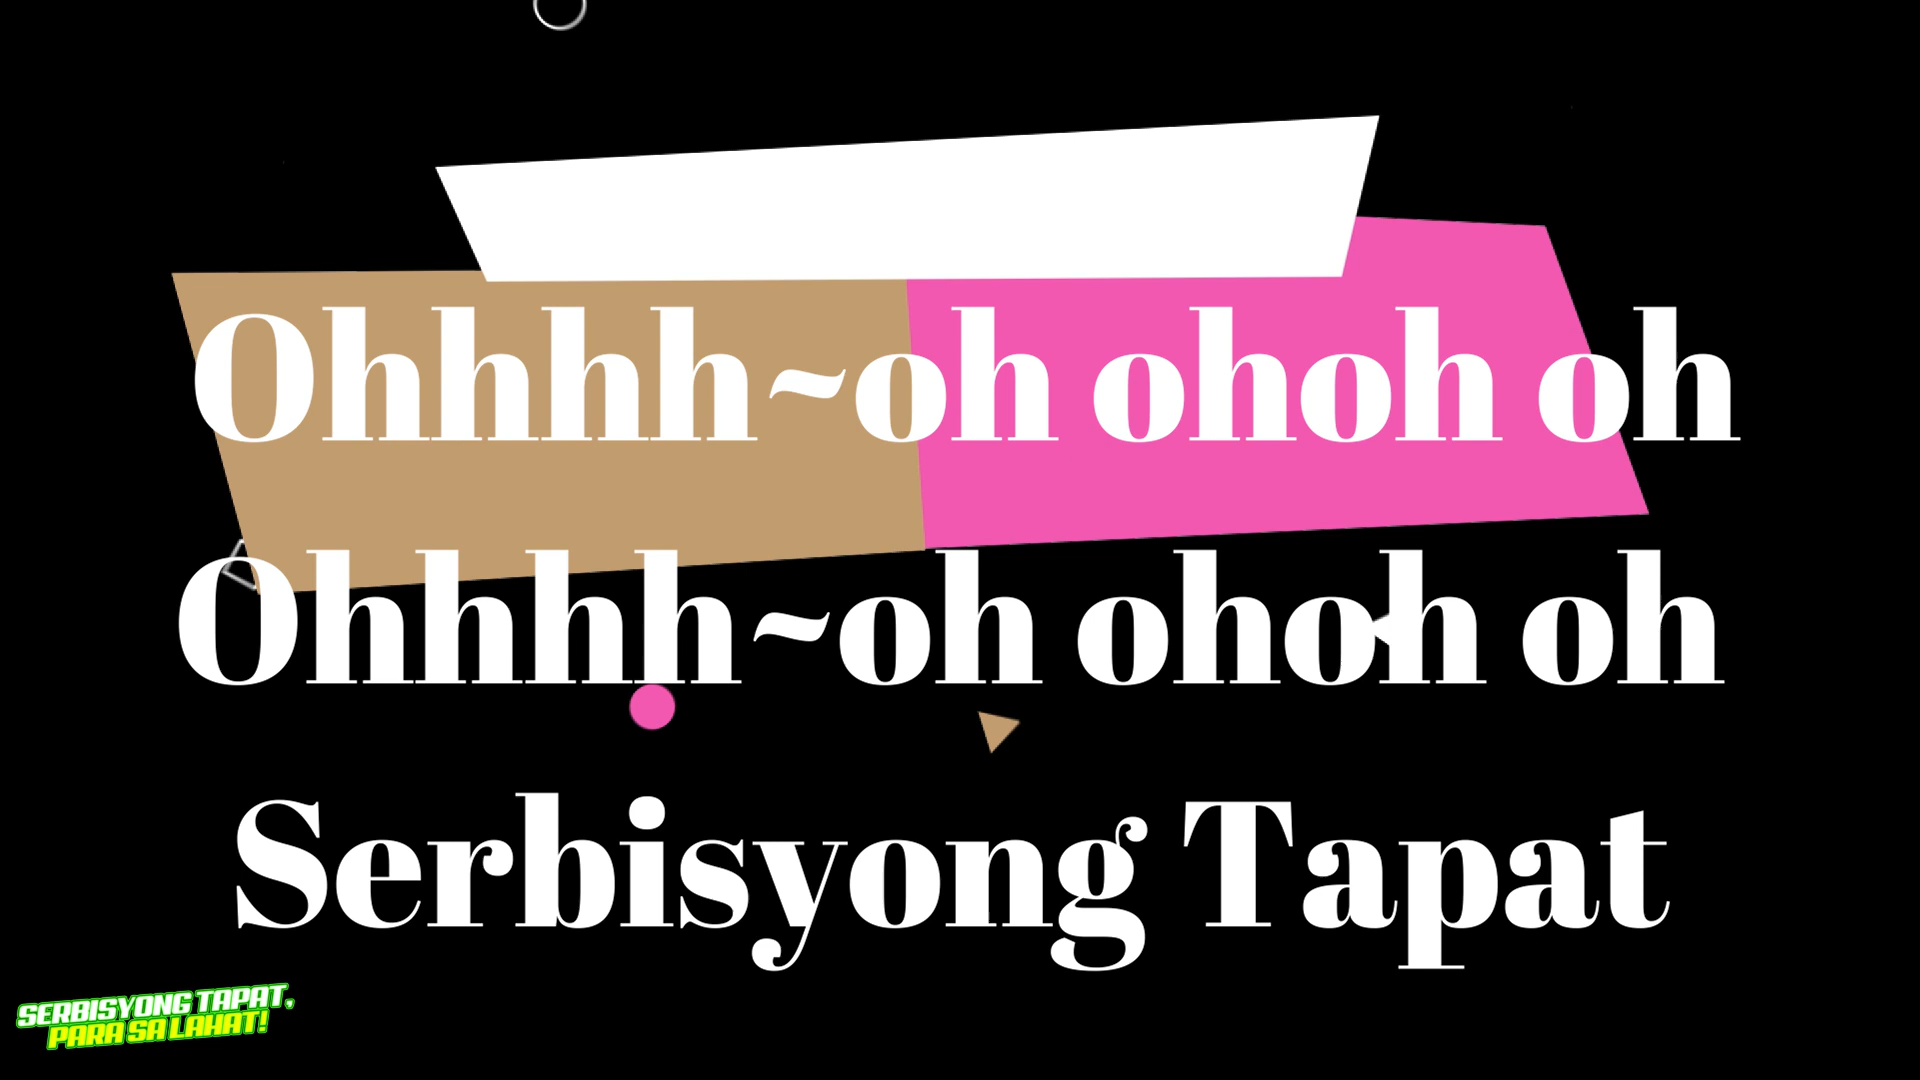 Ohhhh~oh ohoh oh
Ohhhh~oh ohoh oh
Serbisyong Tapat
SERBISYONG TAPAT,
PARA SA LAHAT!